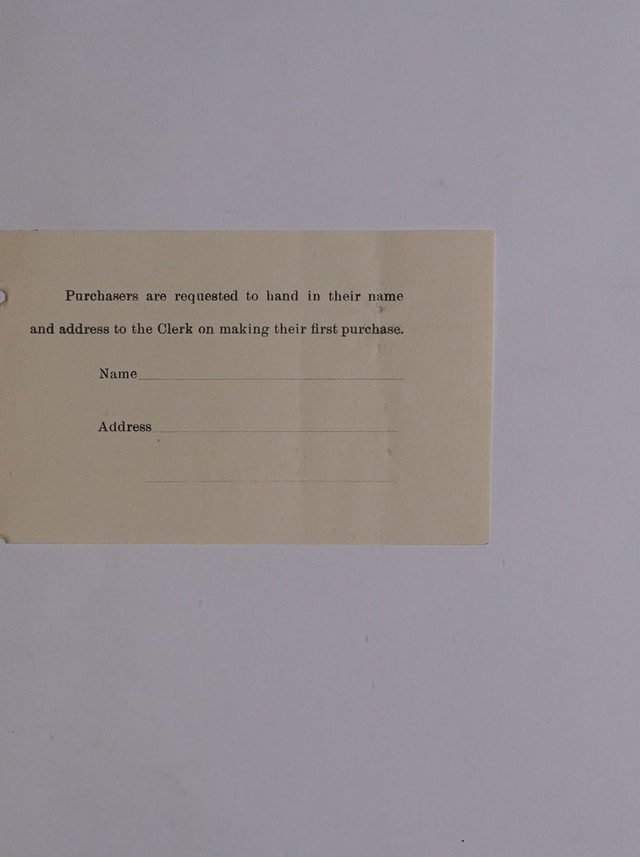 Purchasers are requested to hand in their name
and address to the Clerk on making their first purchase.
Name
Address